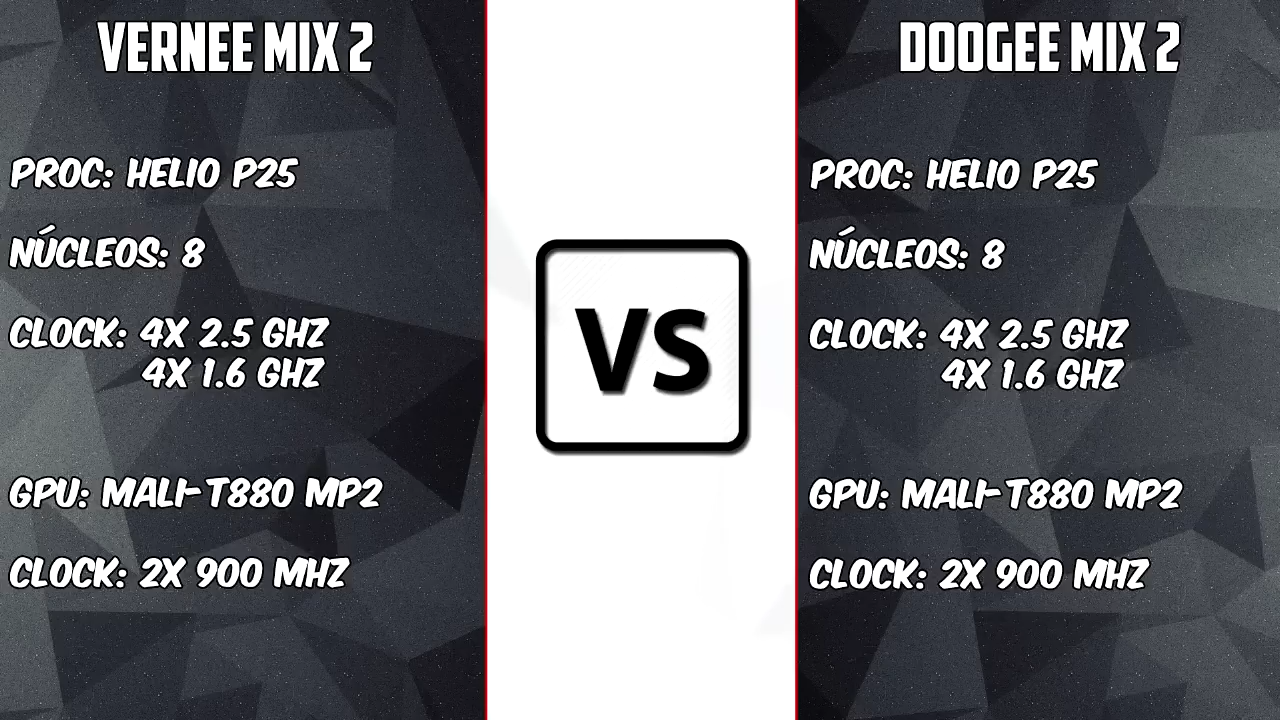 VERNEE MIX 2
PROC: HELIO P25
NÚCLEOS: 8
CLOCK: 4X 2.5 GHZ
4X 1.6 GHZ
GPU: MALI-T880 MP2
CLOCK: 2X 900 MHZ
VS
DOOGEE MIX 2
PROC: HELIO P25
NÚCLEOS: 8
CLOCK: 4X 2.5 GHZ
4X 1.6 GHZ
GPU: MALI-T880 MP2
CLOCK: 2X 900 MHZ